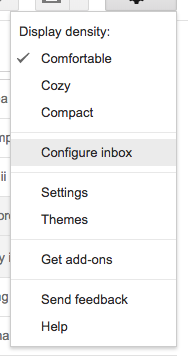 Display density:
Comfortable
Cozy
Compact
Configure inbox
Settings
Themes
Get add-ons
Send feedback
Help